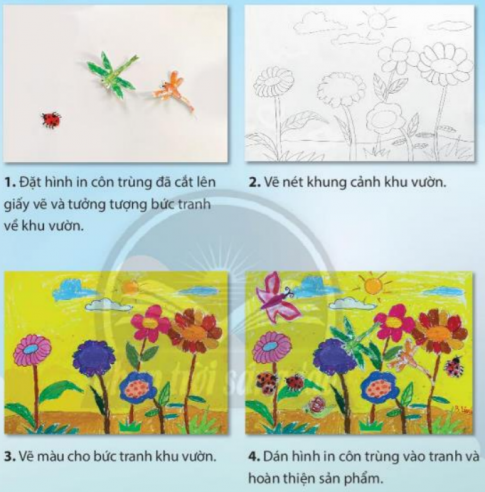 1. Đặt hình in côn trùng đã cắt lên
giấy vẽ và tưởng tượng bức tranh
về khu vườn.
2. Vẽ nét khung cảnh khu vườn.
3. Vẽ màu cho bức tranh khu vườn.
4. Dán hình in côn trùng vào tranh và
hoàn thiện sản phẩm.